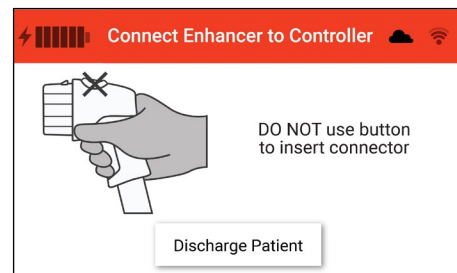 Connect Enhancer to Controller
DO NOT use button
to insert connector
Discharge Patient